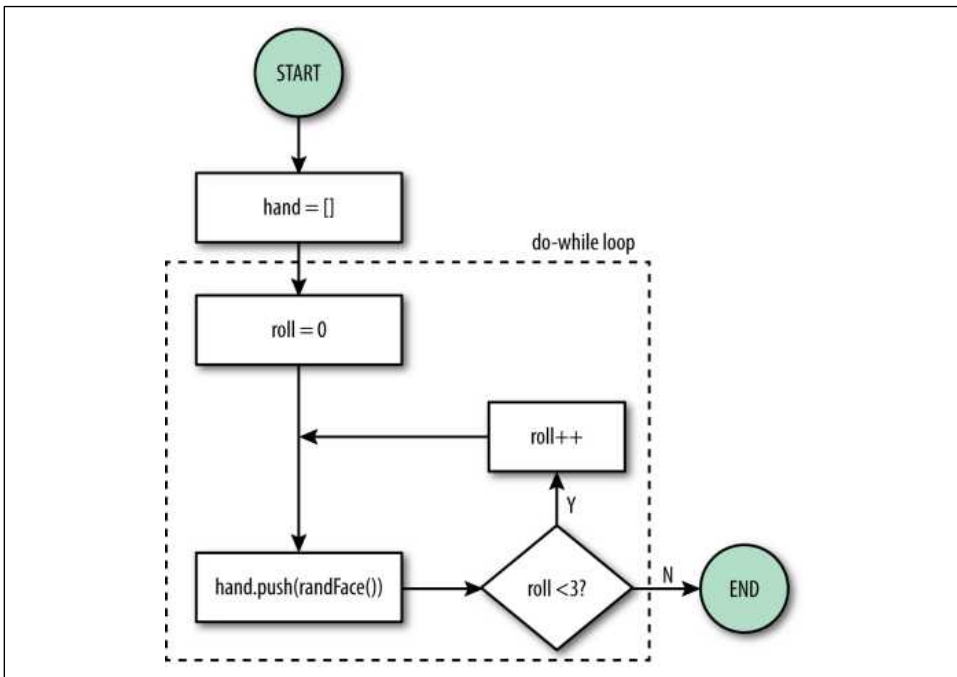 START
hand = []
do-while loop
roll = 0
roll++
Y
hand.push(randFace())
roll <3?
N
END